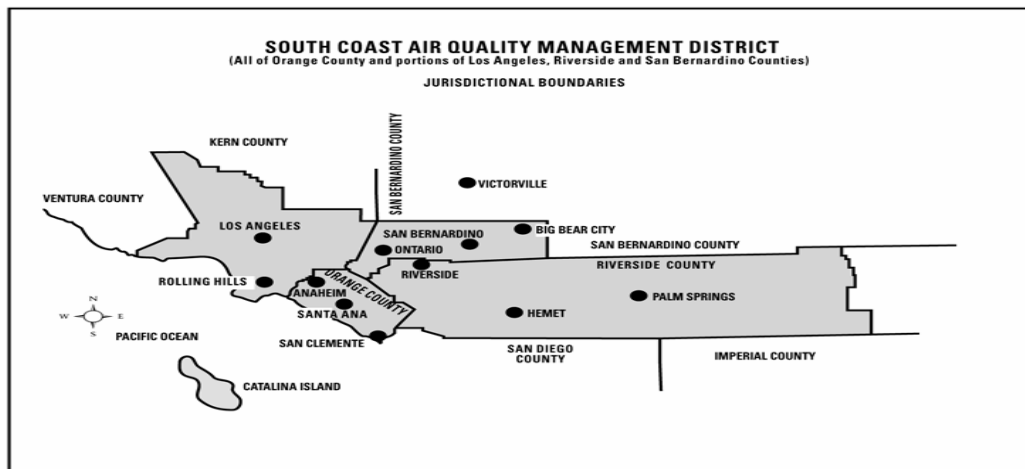 SOUTH COAST AIR QUALITY MANAGEMENT DISTRICT
(All of Orange County and portions of Los Angeles, Riverside and San Bernardino Counties)
JURISDICTIONAL BOUNDARIES
KERN COUNTY
SAN BERNARDINO COUNTY
VICTORVILLE
VENTURA COUNTY
LOS ANGELES
SAN BERNARDINO
BIG BEAR CITY
ONTARIO
SAN BERNARDINO COUNTY
RIVERSIDE
RIVERSIDE COUNTY
ROLLING HILLS
ORANGE COUNTY
ANAHEIM
PALM SPRINGS
SANTA ANA
HEMET
N
W
E
S
PACIFIC OCEAN
SAN CLEMENTE
SAN DIEGO
COUNTY
IMPERIAL COUNTY
CATALINA ISLAND